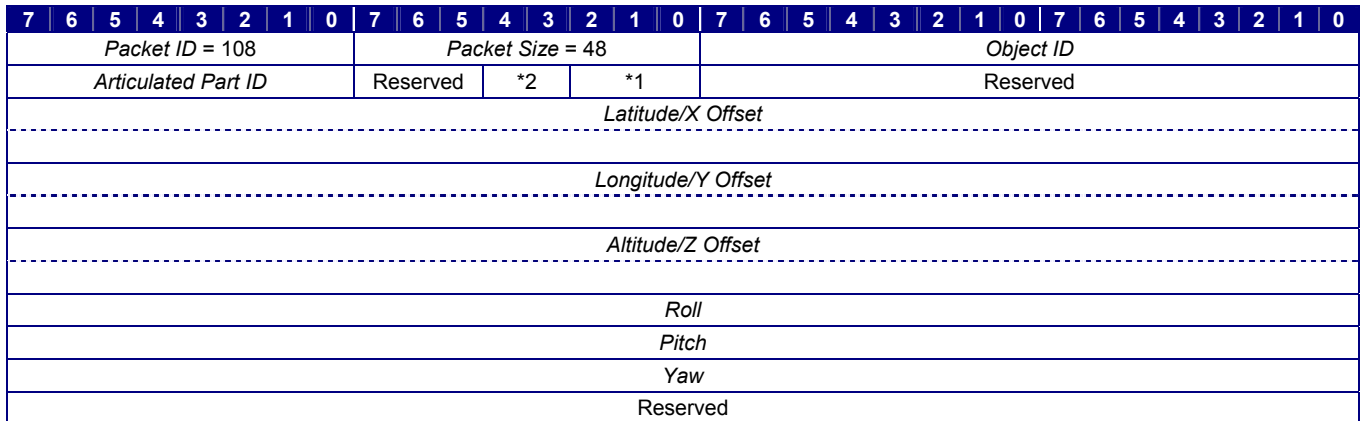 7 6 5 4 3 2 1 0 7 6 5 4 3 2 1 0 7 6 5 4 3 2 1 0 7 6 5 4 3 2 1 0
Packet ID = 108 Packet Size = 48 Object ID
Articulated Part ID Reserved *2 *1 Reserved
Latitude/X Offset
Longitude/Y Offset
Altitude/Z Offset
Roll
Pitch
Yaw
Reserved